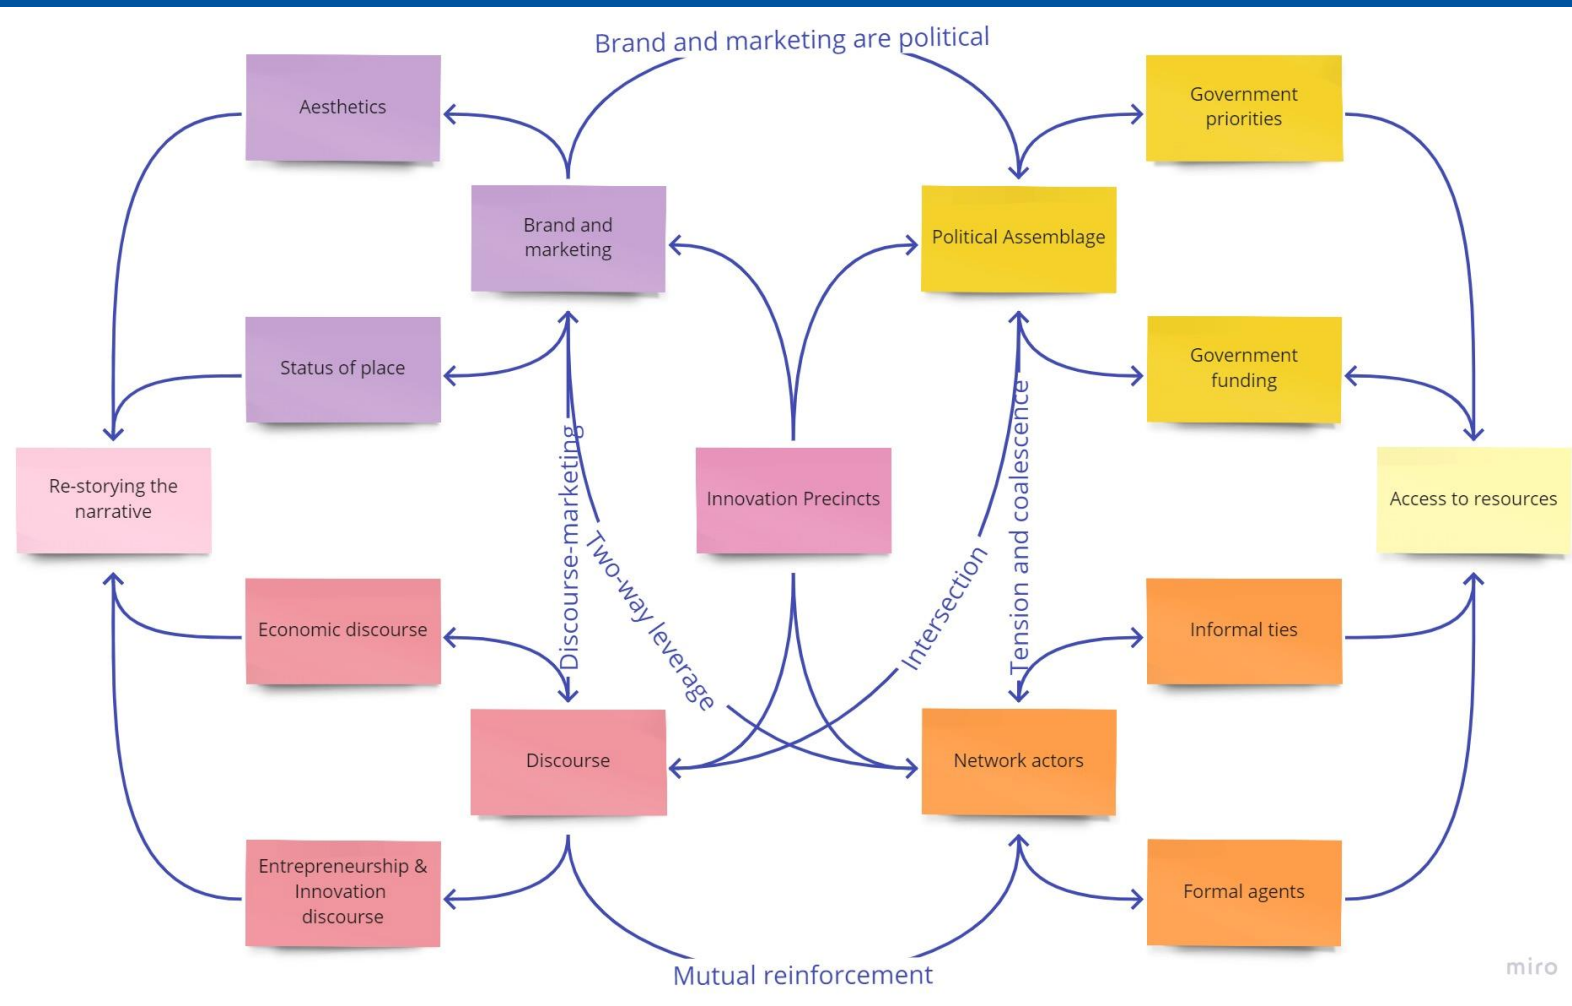 Brand and marketing are political
Aesthetics
Government
priorities
Brand and
marketing
Political Assemblage
Status of place
Government
funding
Re-storying the
narrative
Innovation Precincts
Access to resources
Discourse-marketing
Two-way leverage
Intersection
Tension and coalescence
Economic discourse
Informal ties
Discourse
Network actors
Entrepreneurship &
Innovation
discourse
Formal agents
Mutual reinforcement
miro